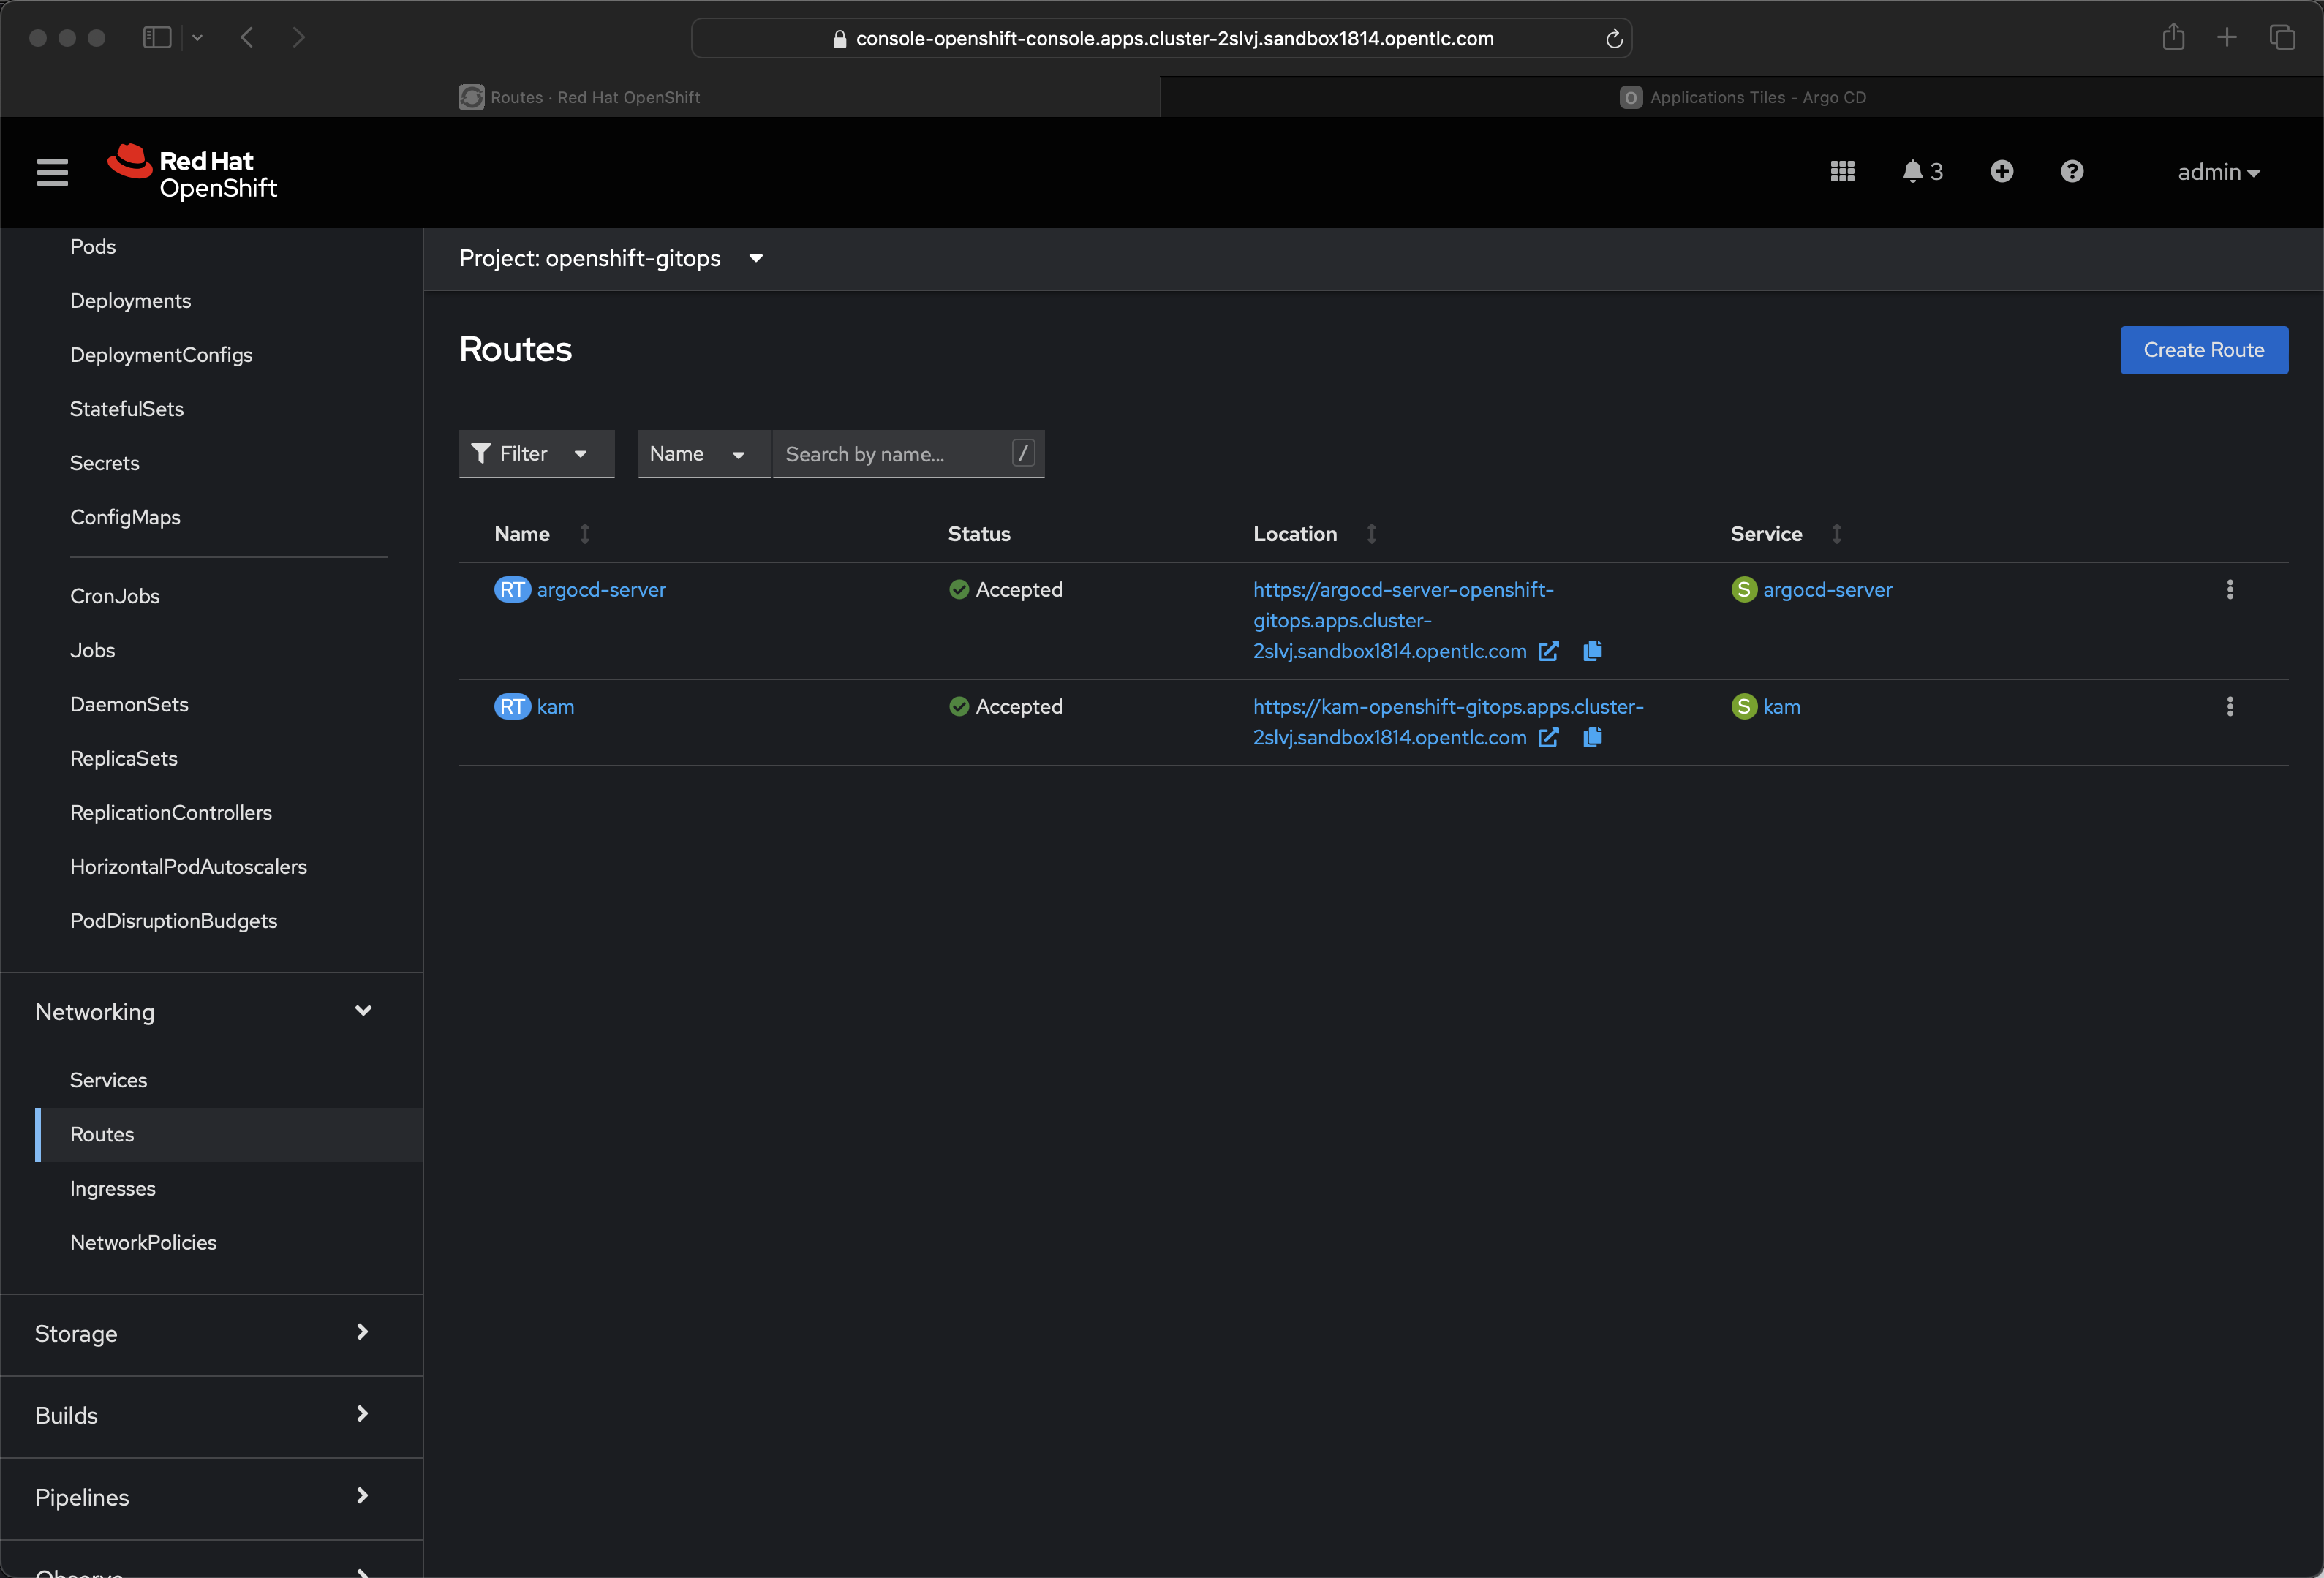 console-openshift-console.apps.cluster-2slvj.sandbox1814.opentlc.com
Routes · Red Hat OpenShift
O Applications Tiles - Argo CD
Red Hat
OpenShift
3
admin
Pods
Deployments
DeploymentConfigs
StatefulSets
Secrets
ConfigMaps
CronJobs
Jobs
DaemonSets
ReplicaSets
ReplicationControllers
HorizontalPodAutoscalers
PodDisruptionBudgets
Networking
Services
Routes
Ingresses
NetworkPolicies
Storage
Builds
Pipelines
Observe
Project: openshift-gitops
Routes
Create Route
Filter
Name
Search by name...
/
Name Status Location Service
RT argocd-server
Accepted
https://argocd-server-openshift-
gitops.apps.cluster-
2slvj.sandbox1814.opentlc.com
S argocd-server
RT kam
Accepted
https://kam-openshift-gitops.apps.cluster-
2slvj.sandbox1814.opentlc.com
S kam